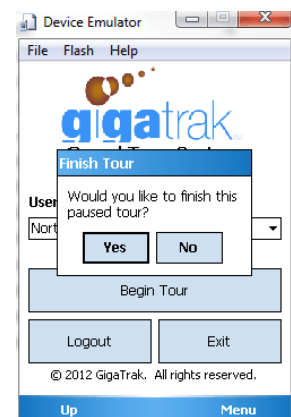 Device Emulator
File Flash Help
gigatrak
Finish Tour
Would you like to finish this
paused tour?
User
Nort
Yes No
Begin Tour
Logout Exit
© 2012 GigaTrak. All rights reserved.
Up Menu